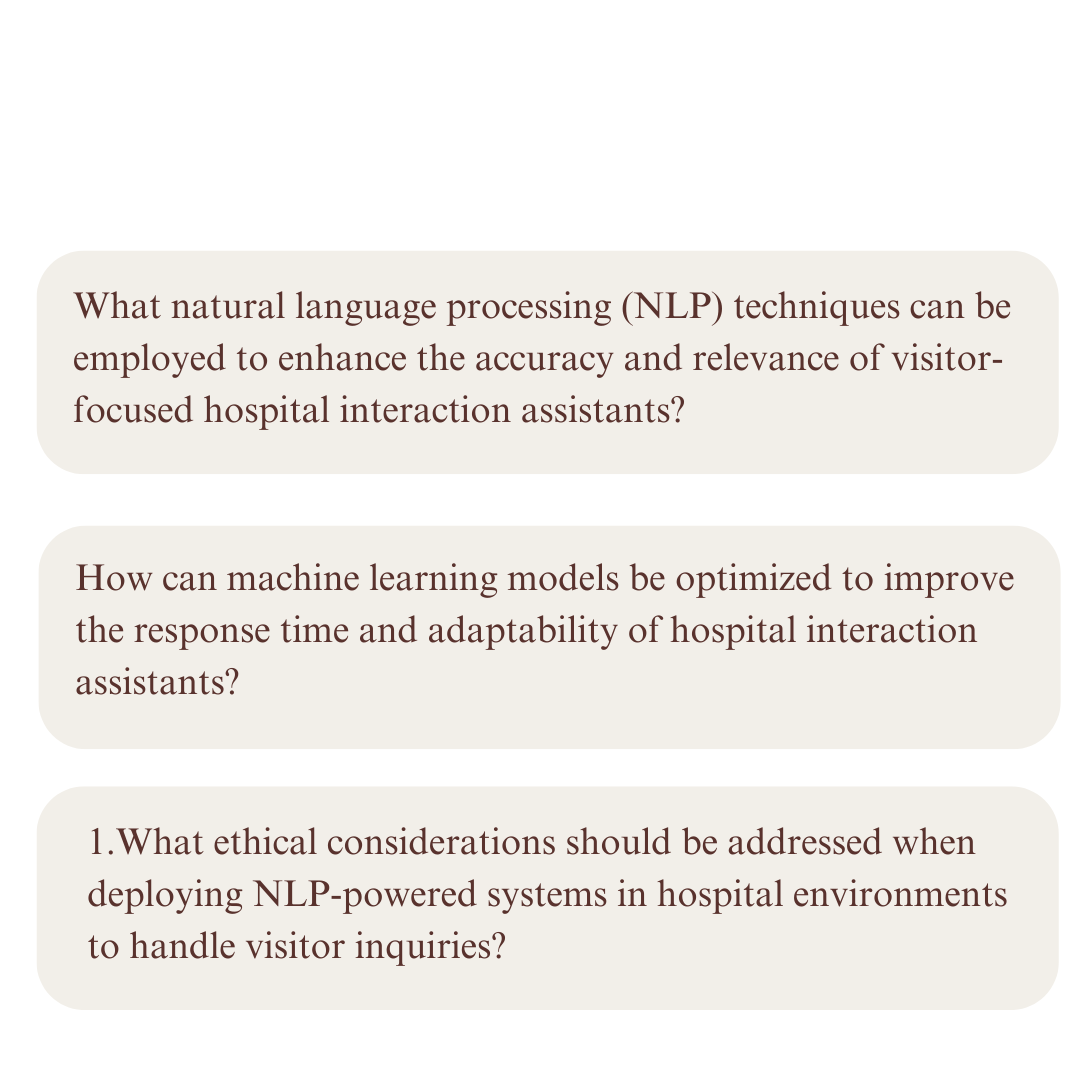 What natural language processing (NLP) techniques can be
employed to enhance the accuracy and relevance of visitor-
focused hospital interaction assistants?
How can machine learning models be optimized to improve
the response time and adaptability of hospital interaction
assistants?
1.What ethical considerations should be addressed when
deploying NLP-powered systems in hospital environments
to handle visitor inquiries?